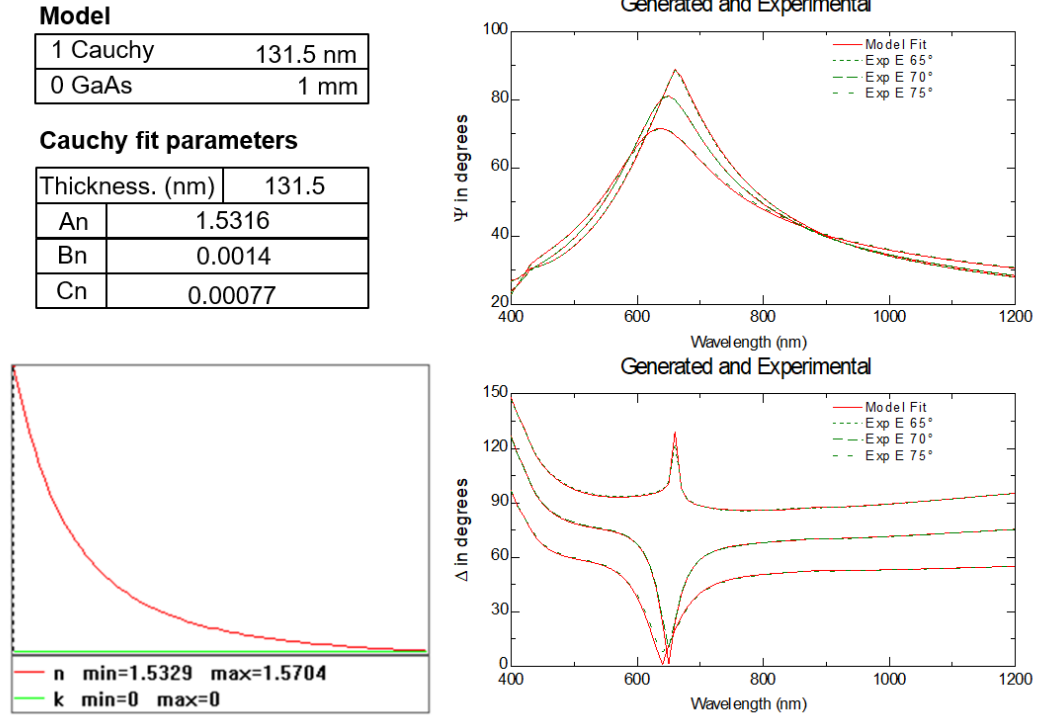 Model
1 Cauchy 131.5 nm
0 GaAs 1 mm
Cauchy fit parameters
Thickness. (nm) 131.5
An 1.5316
Bn 0.0014
Cn 0.00077
n min=1.5329 max=1.5704
k min=0 max=0
Generated and Experimental
Model Fit
Exp E 65°
Exp E 70°
Exp E 75°
Ψ in degrees
100
80
60
40
20
400 600 800 1000 1200
Wavelength (nm)
Generated and Experimental
Model Fit
Exp E 65°
Exp E 70°
Exp E 75°
Δ in degrees
150
120
90
60
30
0
400 600 800 1000 1200
Wavelength (nm)